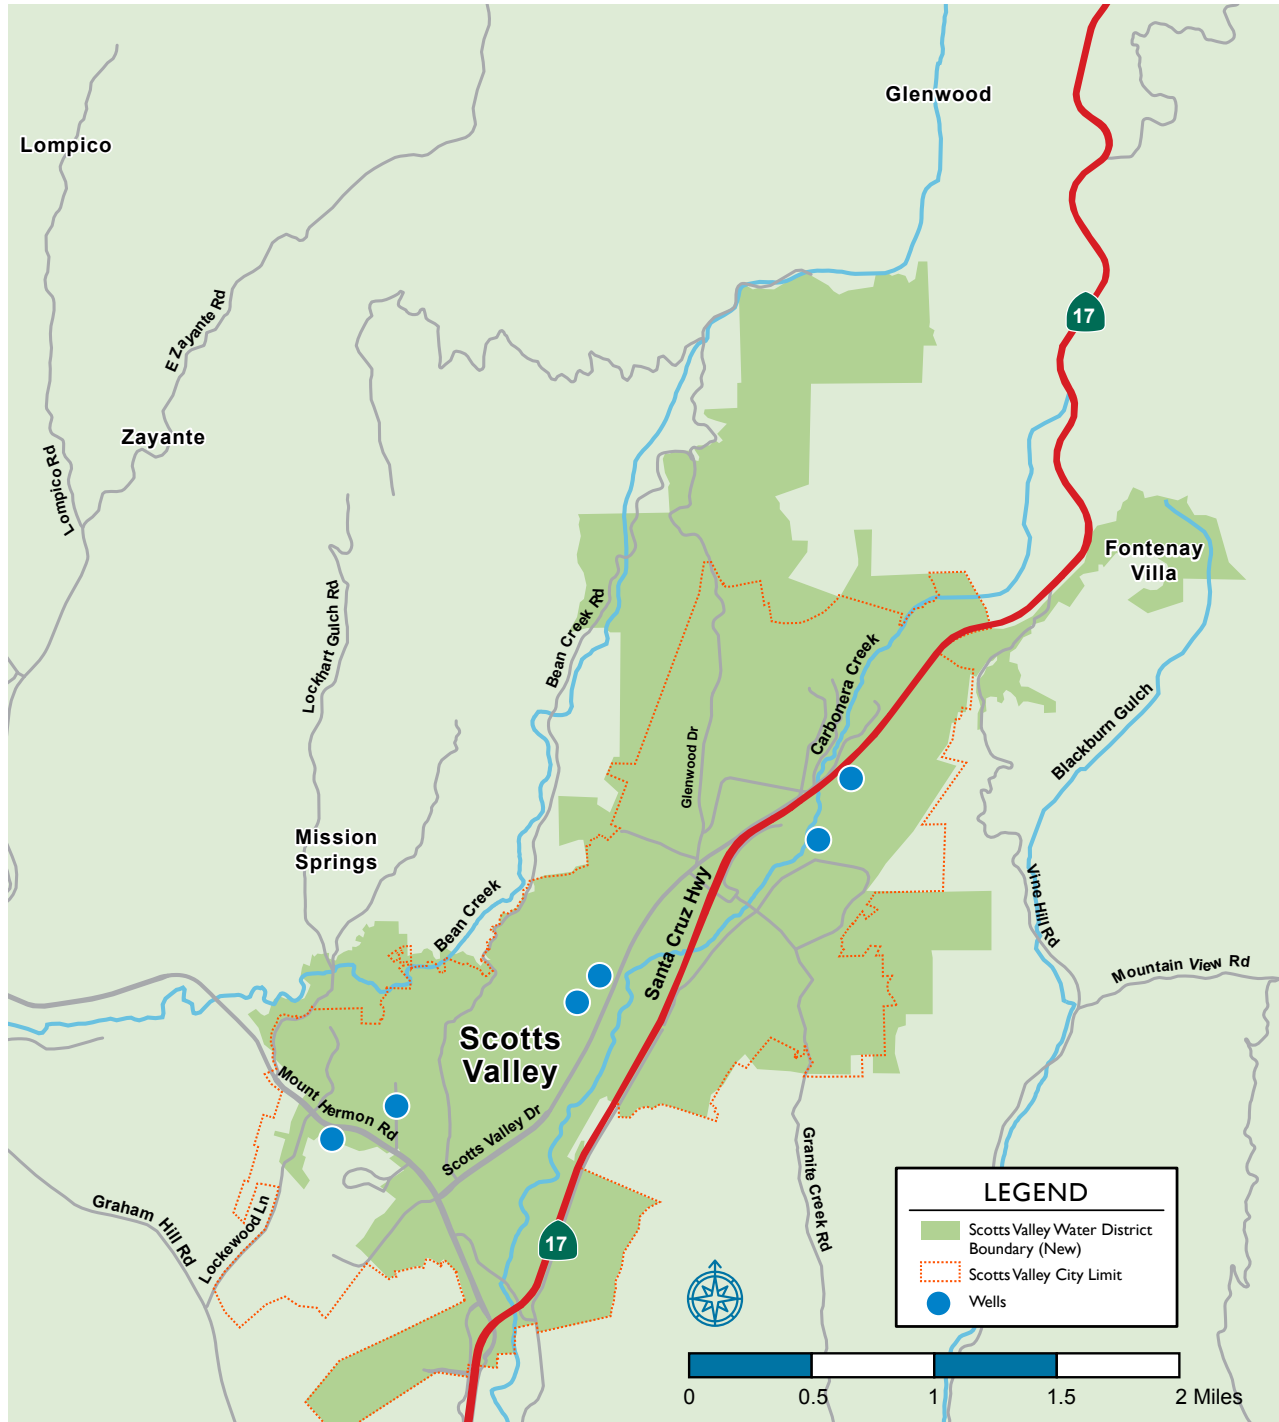 Glenwood
Lompico
17
E Zayante Rd
Zayante
Lompico Rd
Fontenay
Villa
Lockhart Gulch Rd
Bean Creek Rd
Carbonera Creek
Blackburn Gulch
Glenwood Dr
Mission
Springs
Bean Creek
Santa Cruz Hwy
Vine Hill Rd
Mountain View Rd
Scotts
Valley
Mount Hermon Rd
Scotts Valley Dr
Granite Creek Rd
Graham Hill Rd
Lockewood Ln
17
LEGEND
Scotts Valley Water District
Boundary (New)
Scotts Valley City Limit
Wells
0 0.5 1 1.5 2 Miles